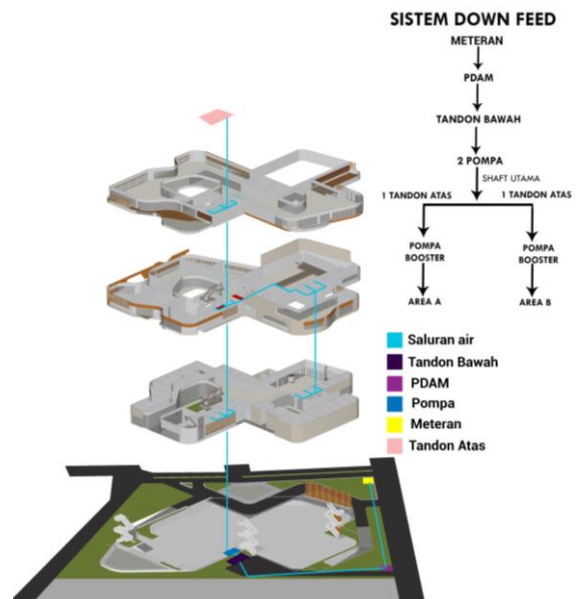 SISTEM DOWN FEED
METERAN
PDAM
TANDON BAWAH
2 POMPA
SHAFT UTAMA
1 TANDON ATAS
1 TANDON ATAS
POMPA
BOOSTER
POMPA
BOOSTER
AREA A
AREA B
Saluran air
Tandon Bawah
PDAM
Pompa
Meteran
Tandon Atas